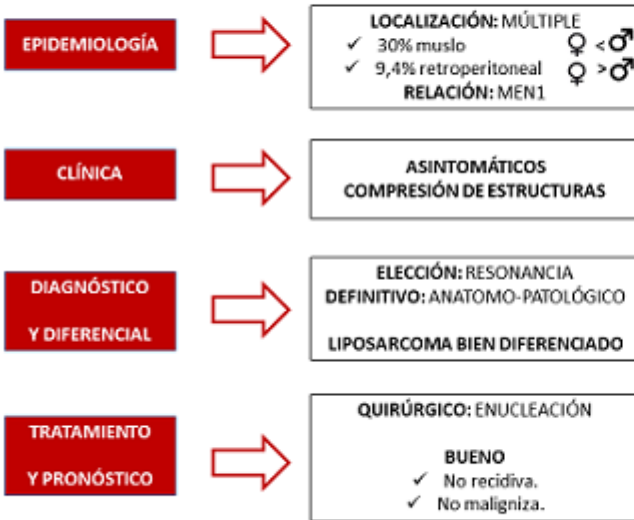 EPIDEMIOLOGÍA
LOCALIZACIÓN: MÚLTIPLE
✓ 30% muslo ♀ < ♂
✓ 9,4% retroperitoneal ♀ > ♂
RELACIÓN: MEN1
CLÍNICA
ASINTOMÁTICOS
COMPRESIÓN DE ESTRUCTURAS
DIAGNÓSTICO
Y DIFERENCIAL
ELECCIÓN: RESONANCIA
DEFINITIVO: ANATOMO-PATOLÓGICO
LIPOSARCOMA BIEN DIFERENCIADO
TRATAMIENTO
Y PRONÓSTICO
QUIRÚRGICO: ENUCLEACIÓN
BUENO
✓ No recidiva.
✓ No maligniza.